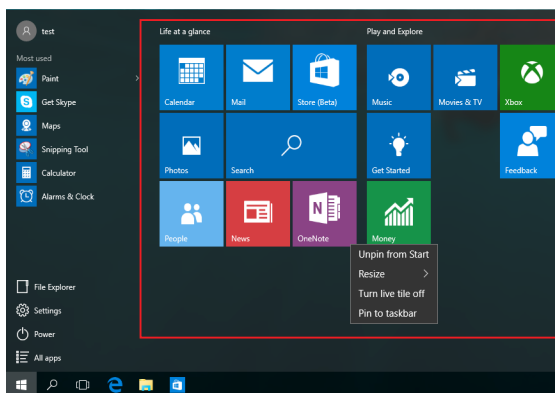 test
Most used
Paint
Get Skype
Maps
Snipping Tool
Calculator
Alarms & Clock
File Explorer
Settings
Power
All apps
Life at a glance
Calendar
Mail
Store (Beta)
Photos
Search
People
News
N
OneNote
Play and Explore
Music
Movies & TV
Xbox
Get Started
Feedback
Money
Unpin from Start
Resize
Turn live tile off
Pin to taskbar